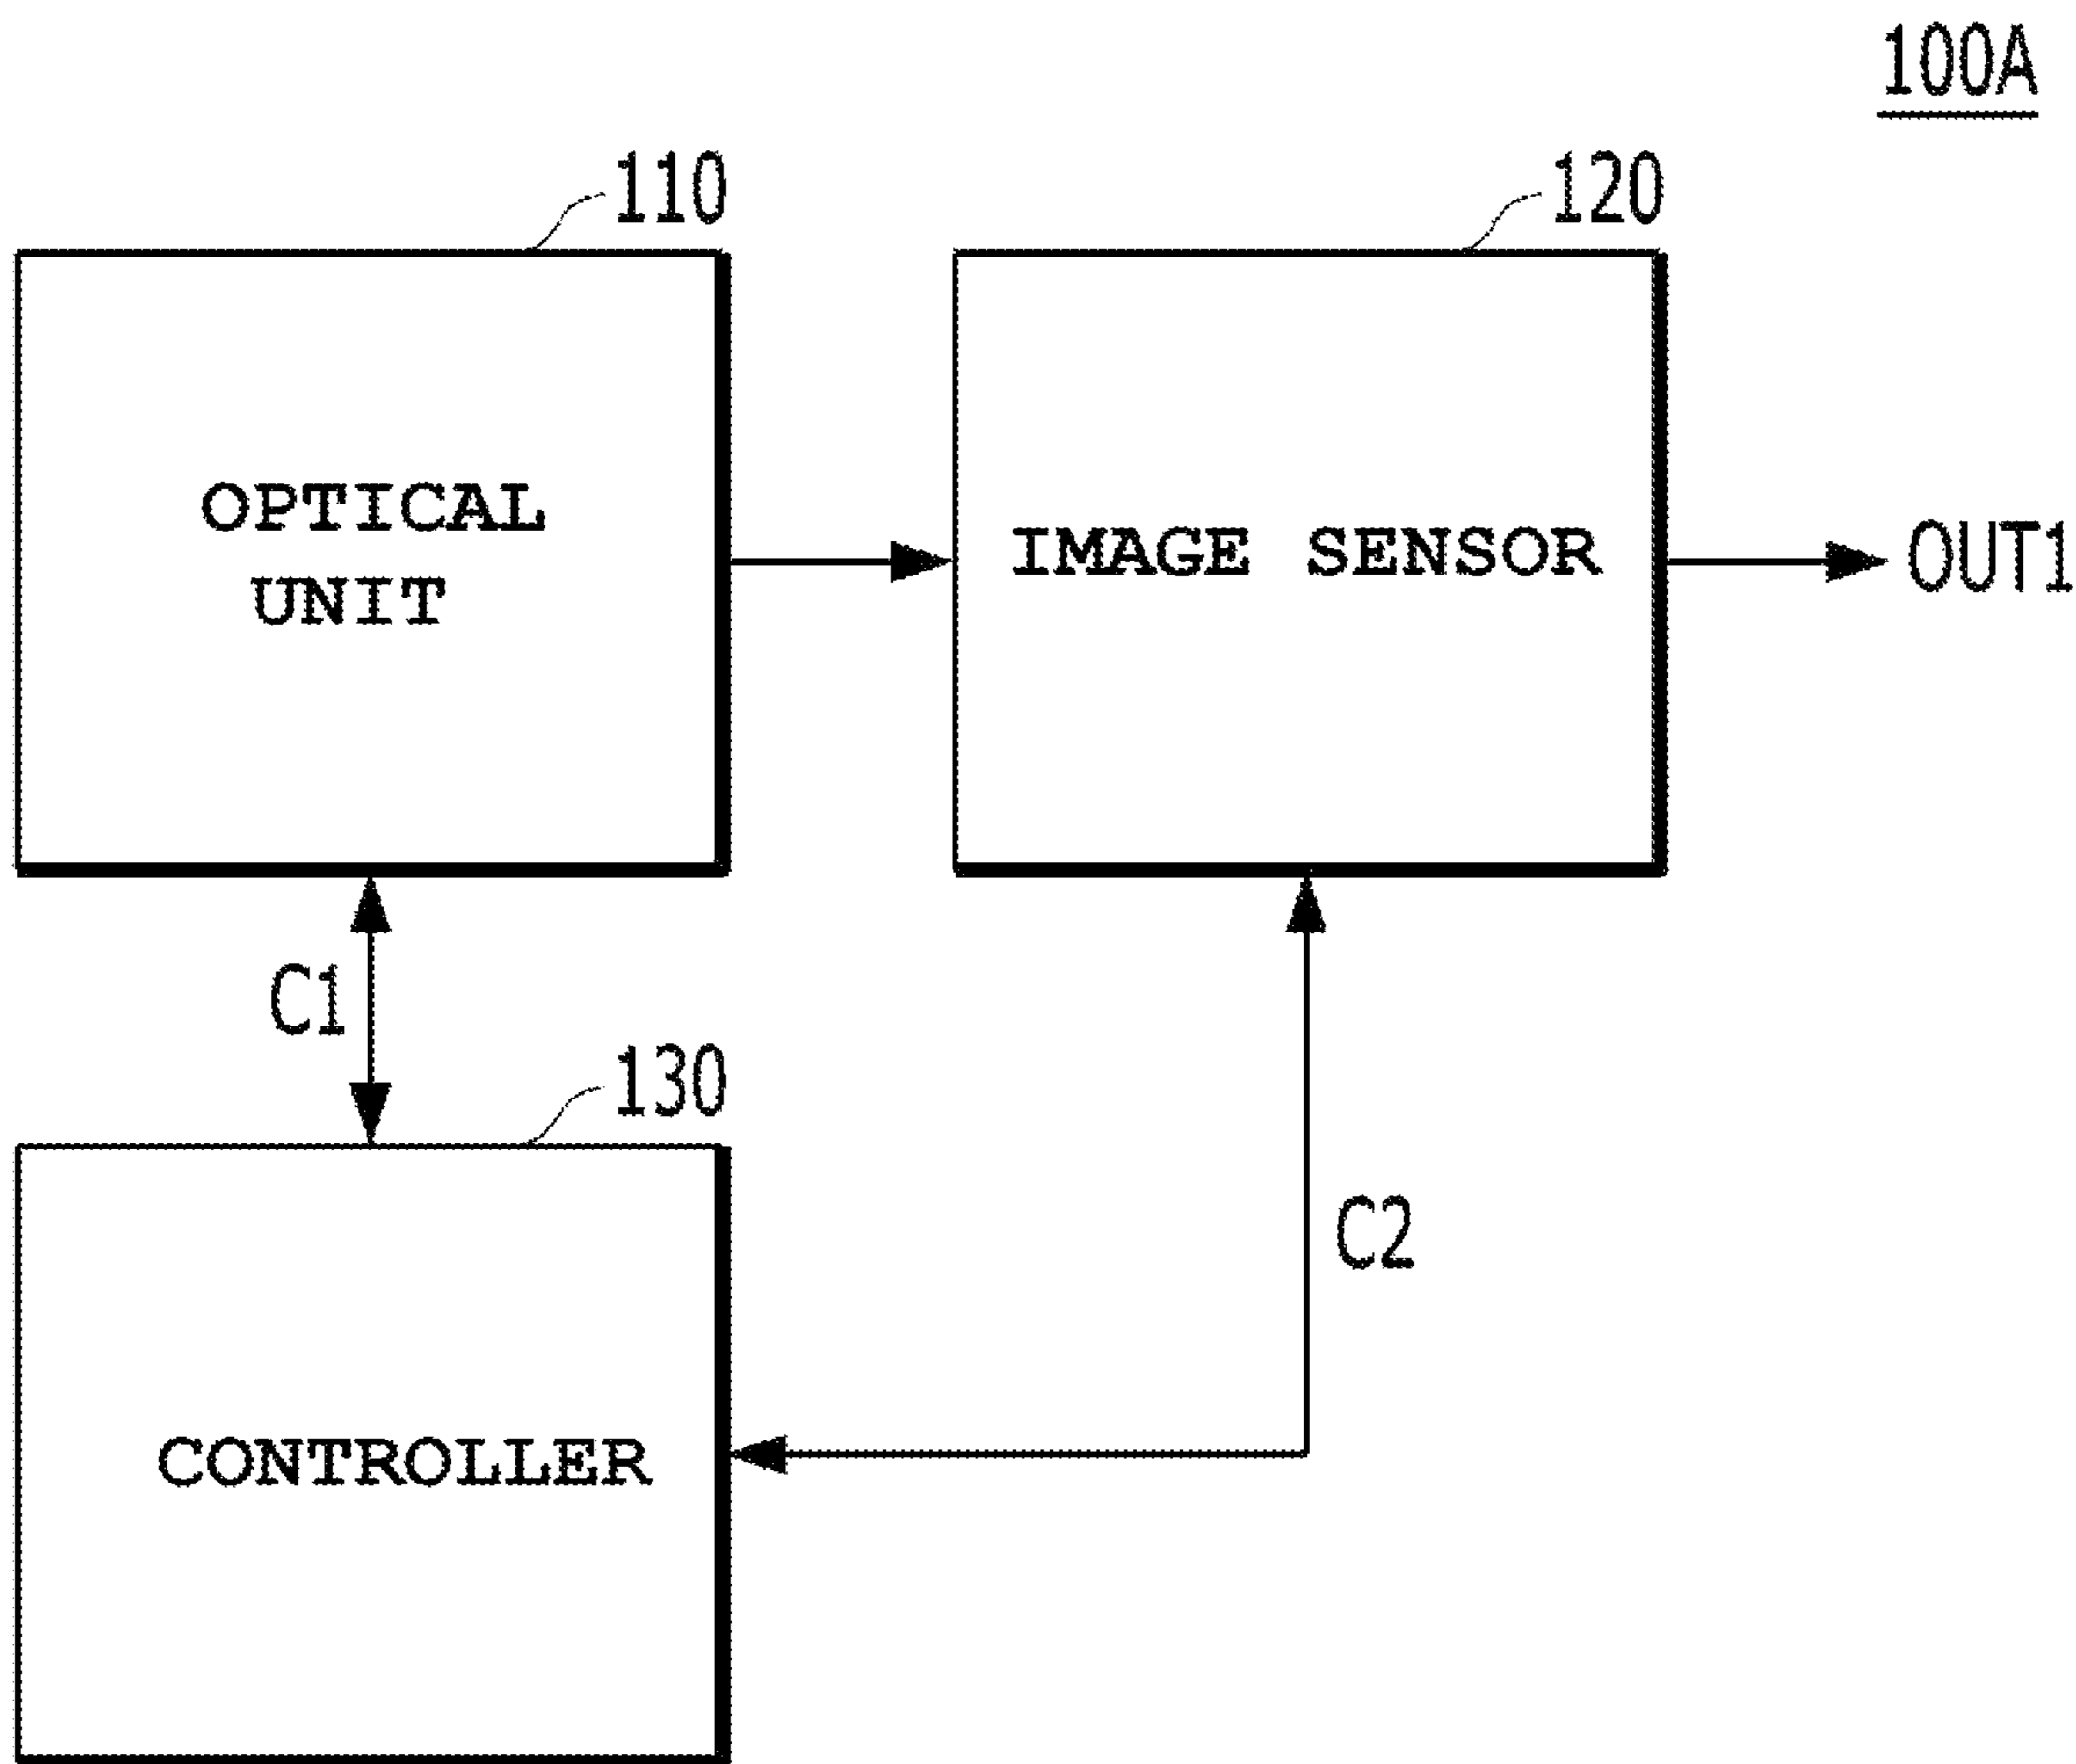 100A
110
120
OPTICAL
UNIT
IMAGE SENSOR
OUT1
C1
130
C2
CONTROLLER